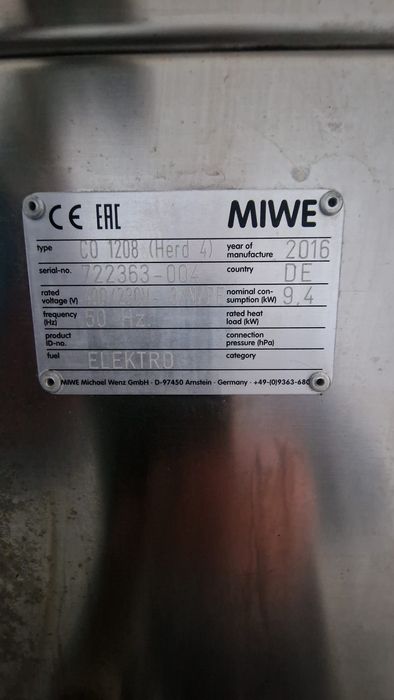 CE EAC MIWE
type CO 1208 (Herd 4) year of manufacture 2016
serial-no. 722363-004 country DE
rated voltage (V) nominal con- sumption (kW) 9,4
frequency (Hz) 50 Hz rated heat load (kW)
product ID-no. connection pressure (hPa)
fuel ELEKTRO category
MIWE Michael Wenz GmbH · D-97450 Arnstein · Germany · +49-(0)9363-680